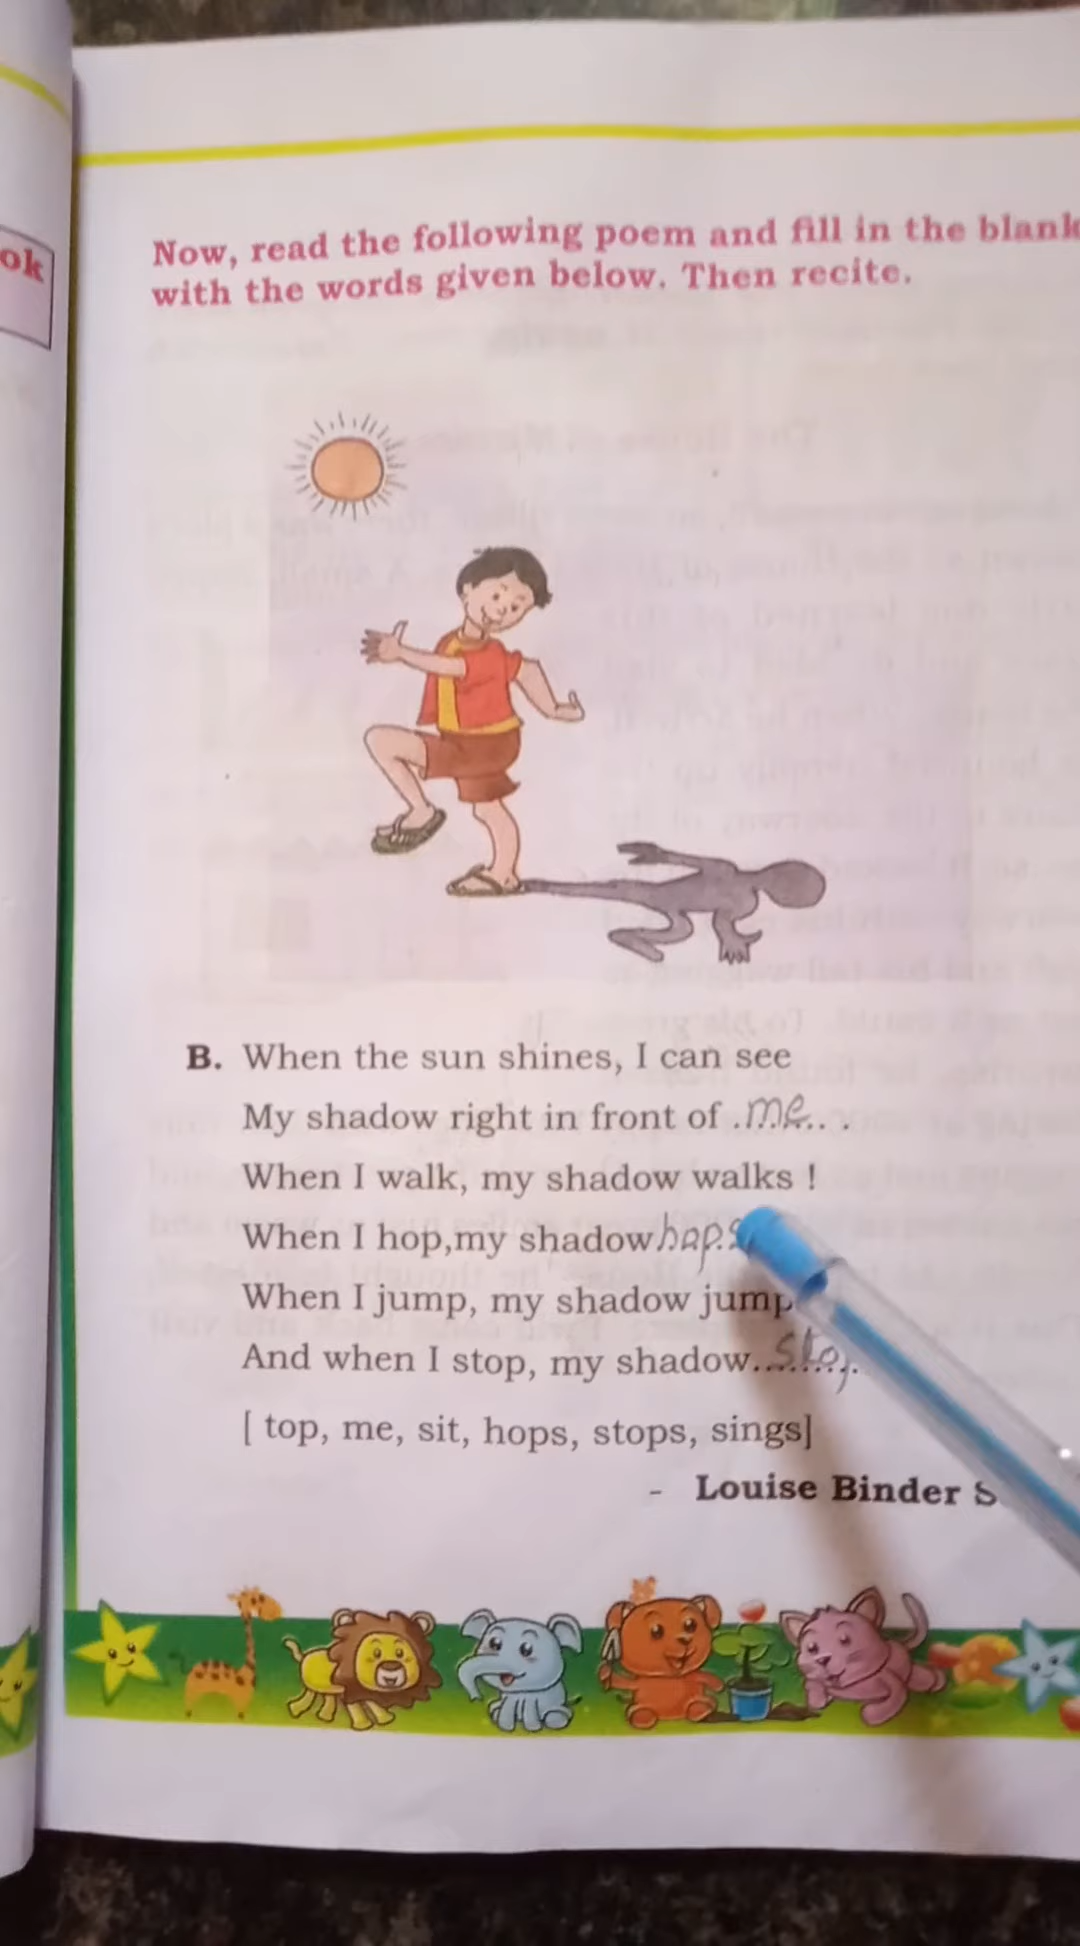 ok
Now, read the following poem and fill in the blank
with the words given below. Then recite.
B. When the sun shines, I can see
My shadow right in front of .me... .
When I walk, my shadow walks !
When I hop,my shadow hops
When I jump, my shadow jump
And when I stop, my shadow.......stop.
[ top, me, sit, hops, stops, sings]
- Louise Binder S